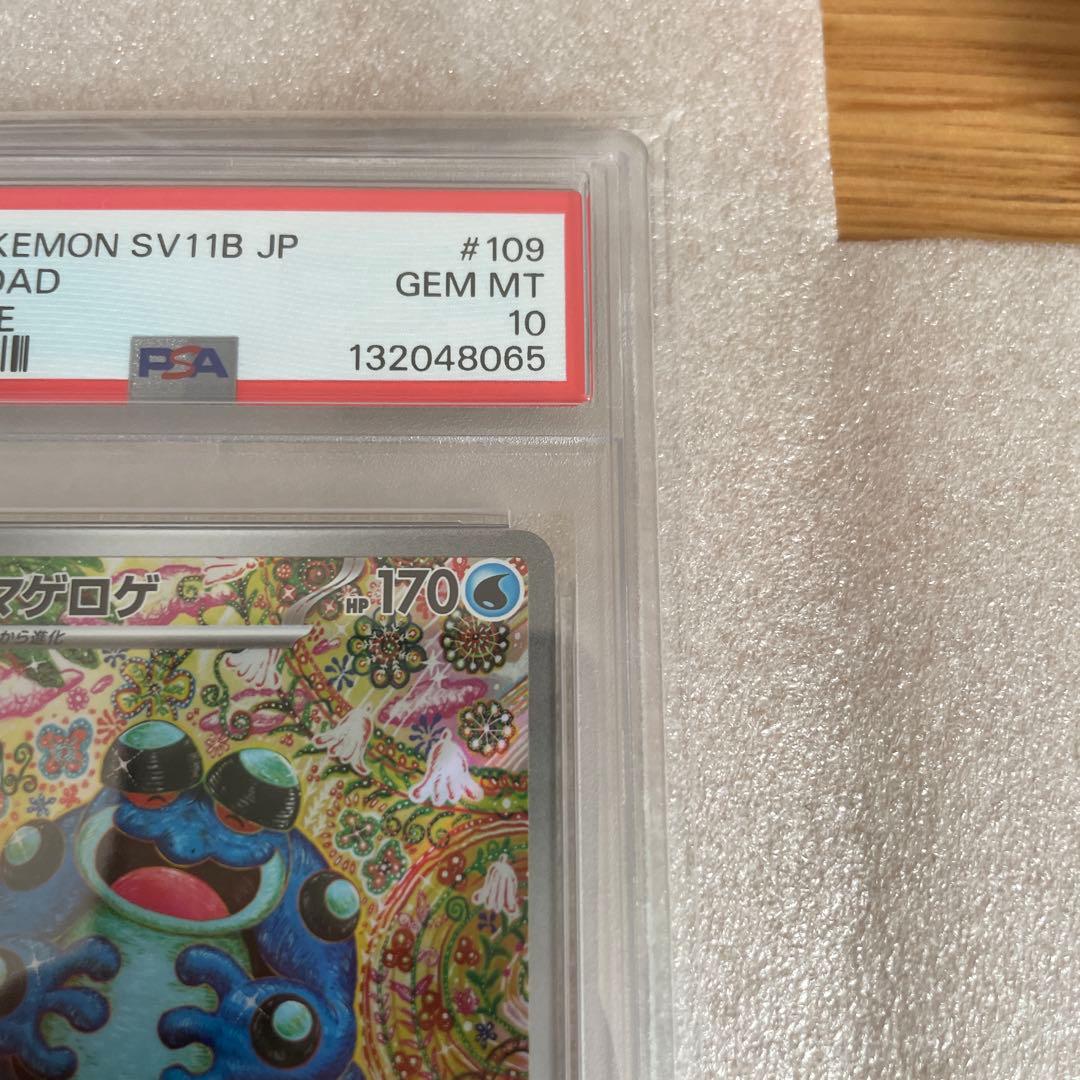 KEMON SV11B JP #109
OAD GEM MT
E 10
PSA 132048065
マゲロゲ HP 170
から進化